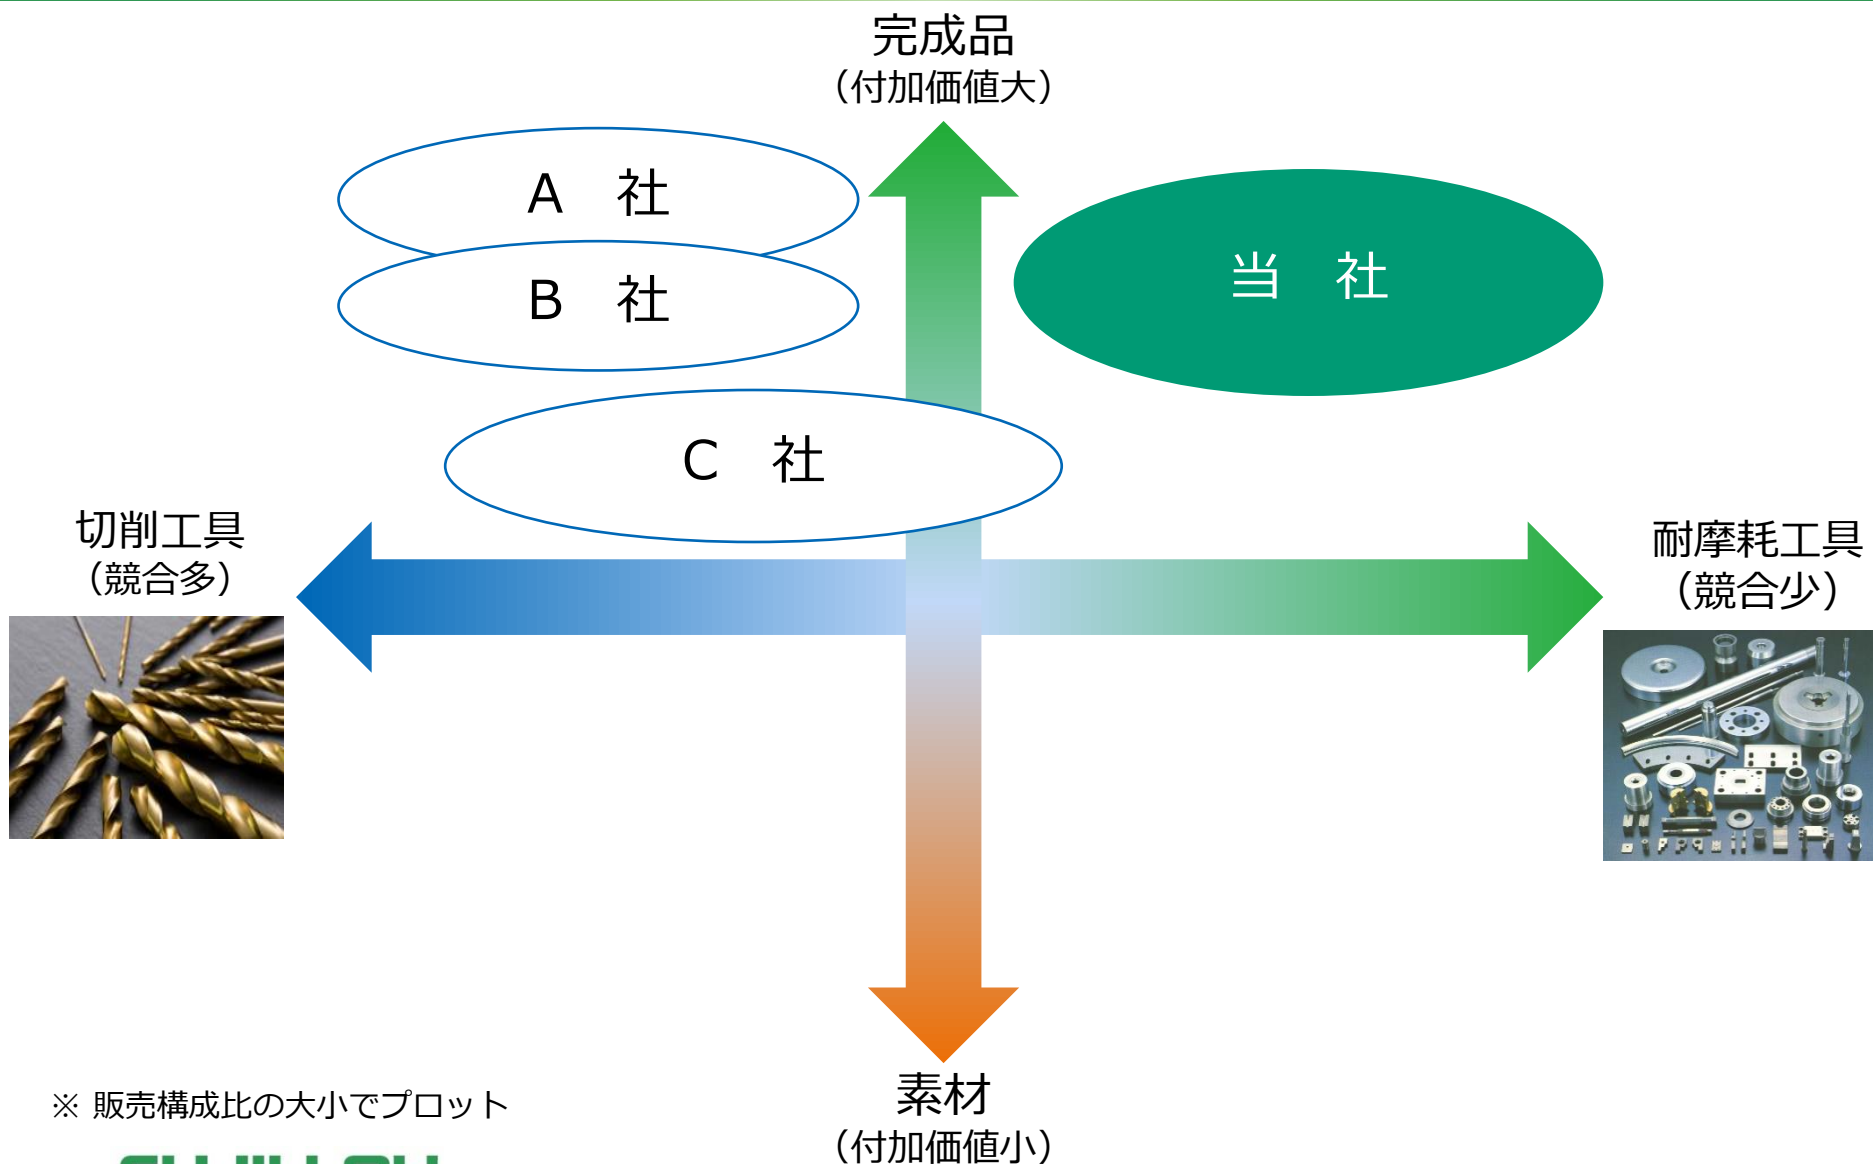 完成品
（付加価値大）
A　社
B　社
当　社
C　社
切削工具
（競合多）
耐摩耗工具
（競合少）
※ 販売構成比の大小でプロット
素材
（付加価値小）